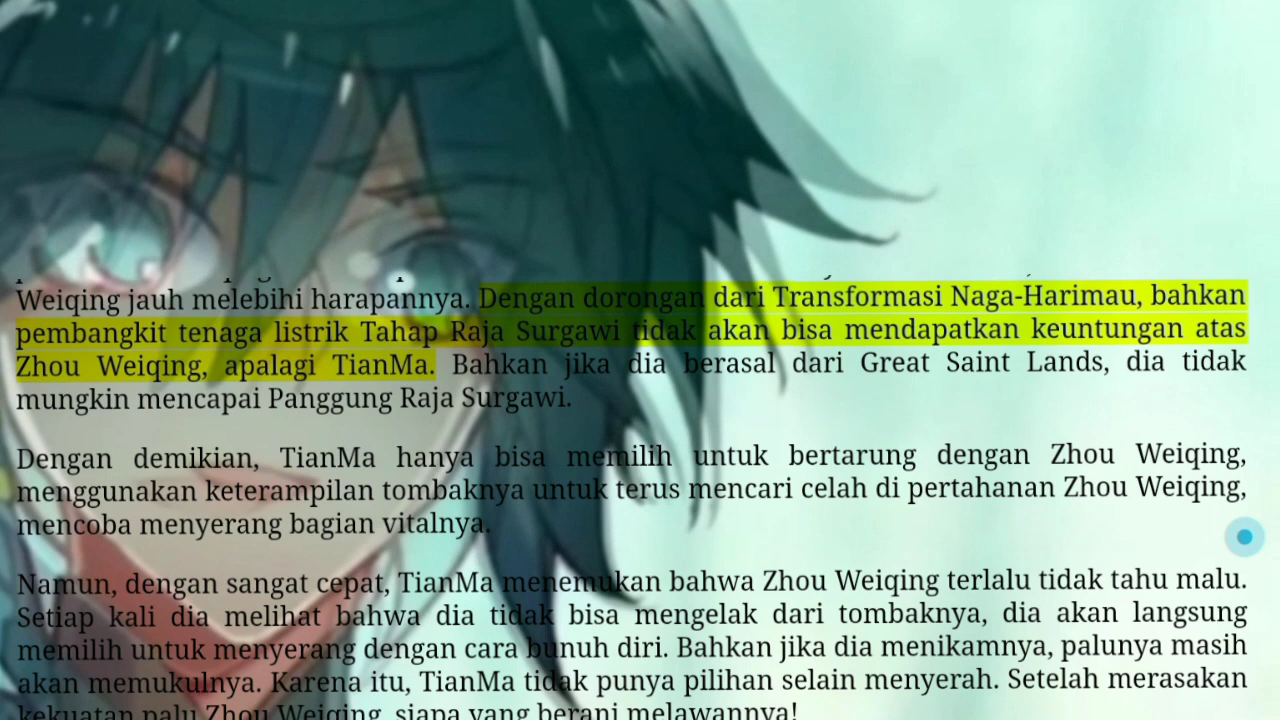 Weiqing jauh melebihi harapannya. Dengan dorongan dari Transformasi Naga-Harimau, bahkan
pembangkit tenaga listrik Tahap Raja Surgawi tidak akan bisa mendapatkan keuntungan atas
Zhou Weiqing, apalagi TianMa. Bahkan jika dia berasal dari Great Saint Lands, dia tidak
mungkin mencapai Panggung Raja Surgawi.
Dengan demikian, TianMa hanya bisa memilih untuk bertarung dengan Zhou Weiqing,
menggunakan keterampilan tombaknya untuk terus mencari celah di pertahanan Zhou Weiqing,
mencoba menyerang bagian vitalnya.
Namun, dengan sangat cepat, TianMa menemukan bahwa Zhou Weiqing terlalu tidak tahu malu.
Setiap kali dia melihat bahwa dia tidak bisa mengelak dari tombaknya, dia akan langsung
memilih untuk menyerang dengan cara bunuh diri. Bahkan jika dia menikamnya, palunya masih
akan memukulnya. Karena itu, TianMa tidak punya pilihan selain menyerah. Setelah merasakan
kekuatan palu Zhou Weiqing, siapa yang berani melawannya!